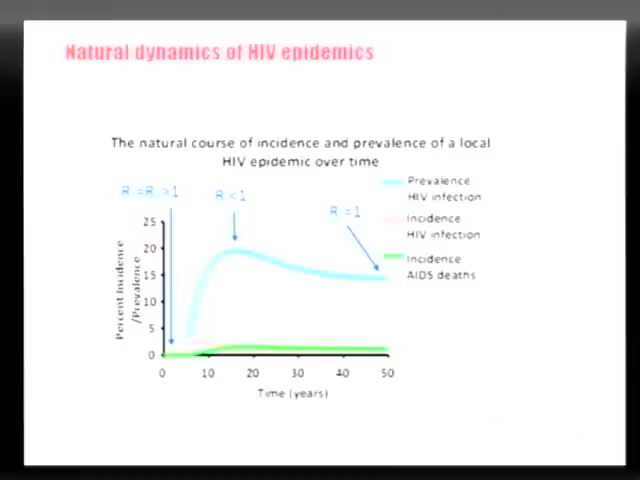 Natural dynamics of HIV epidemics
The natural course of incidence and prevalence of a local
HIV epidemic over time
R =R >1
R <1
R =1
Prevalence
HIV infection
Incidence
HIV infection
Incidence
AIDS deaths
Percent Incidence
/Prevalence
25
20
15
10
5
0
0 10 20 30 40 50
Time (years)